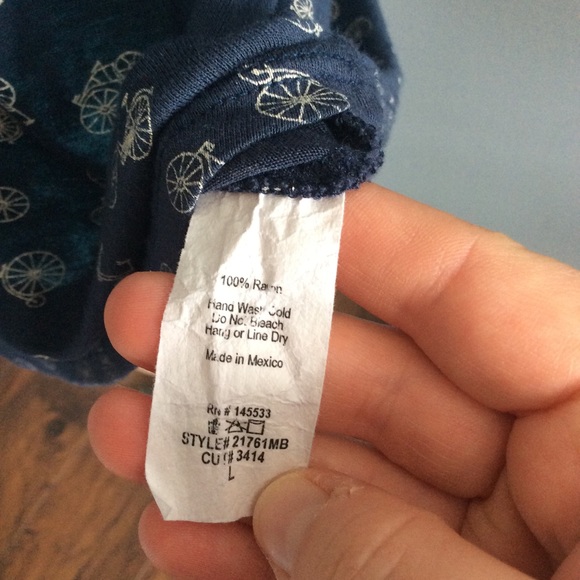 100% Rayon
Hand Wash Cold
Do Not Bleach
Hang or Line Dry
Made in Mexico
RN # 145533
STYLE# 21761MB
CUT# 3414
L